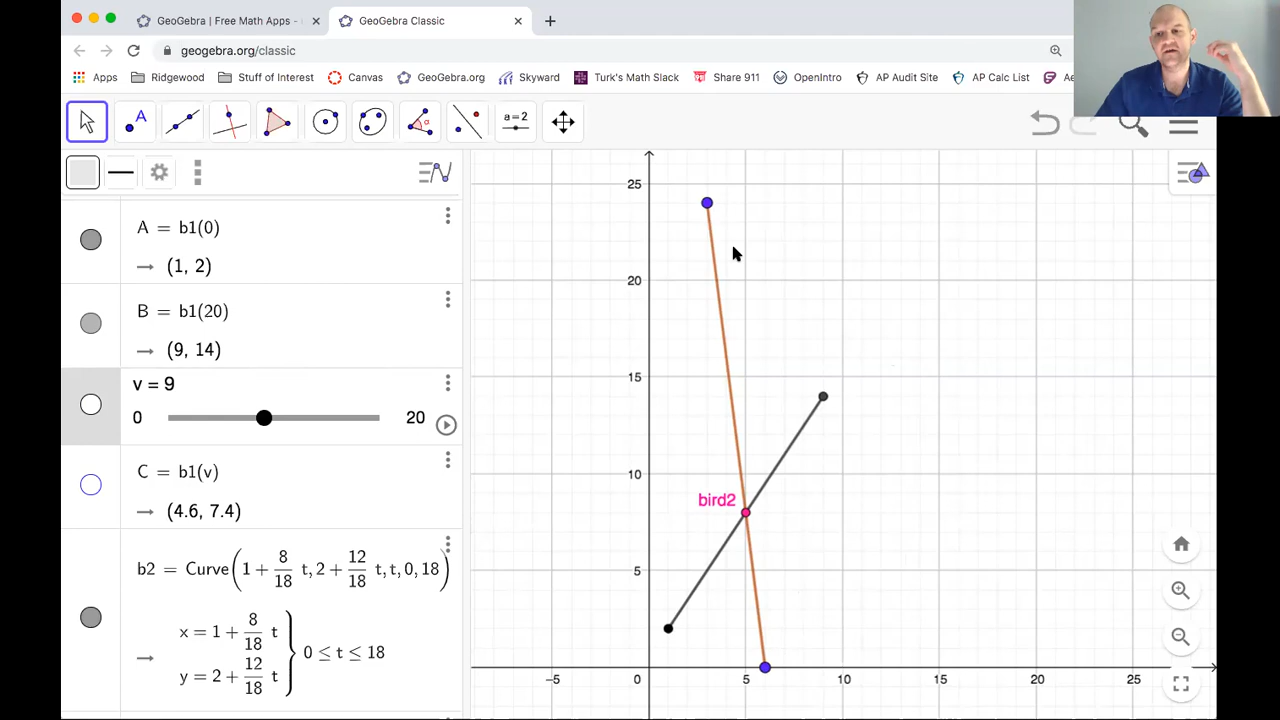 GeoGebra | Free Math Apps -
GeoGebra Classic
geogebra.org/classic
Apps Ridgewood Stuff of Interest Canvas GeoGebra.org Skyward Turk's Math Slack Share 911 OpenIntro AP Audit Site AP Calc List
A
a=2
A = b1(0)
→ (1, 2)
B = b1(20)
→ (9, 14)
v = 9
0 20
C = b1(v)
→ (4.6, 7.4)
b2 = Curve(1 + 8/18 t, 2 + 12/18 t, t, 0, 18)
→ x = 1 + 8/18 t
y = 2 + 12/18 t } 0 ≤ t ≤ 18
25
20
15
10
bird2
5
−5 0 5 10 15 20 25